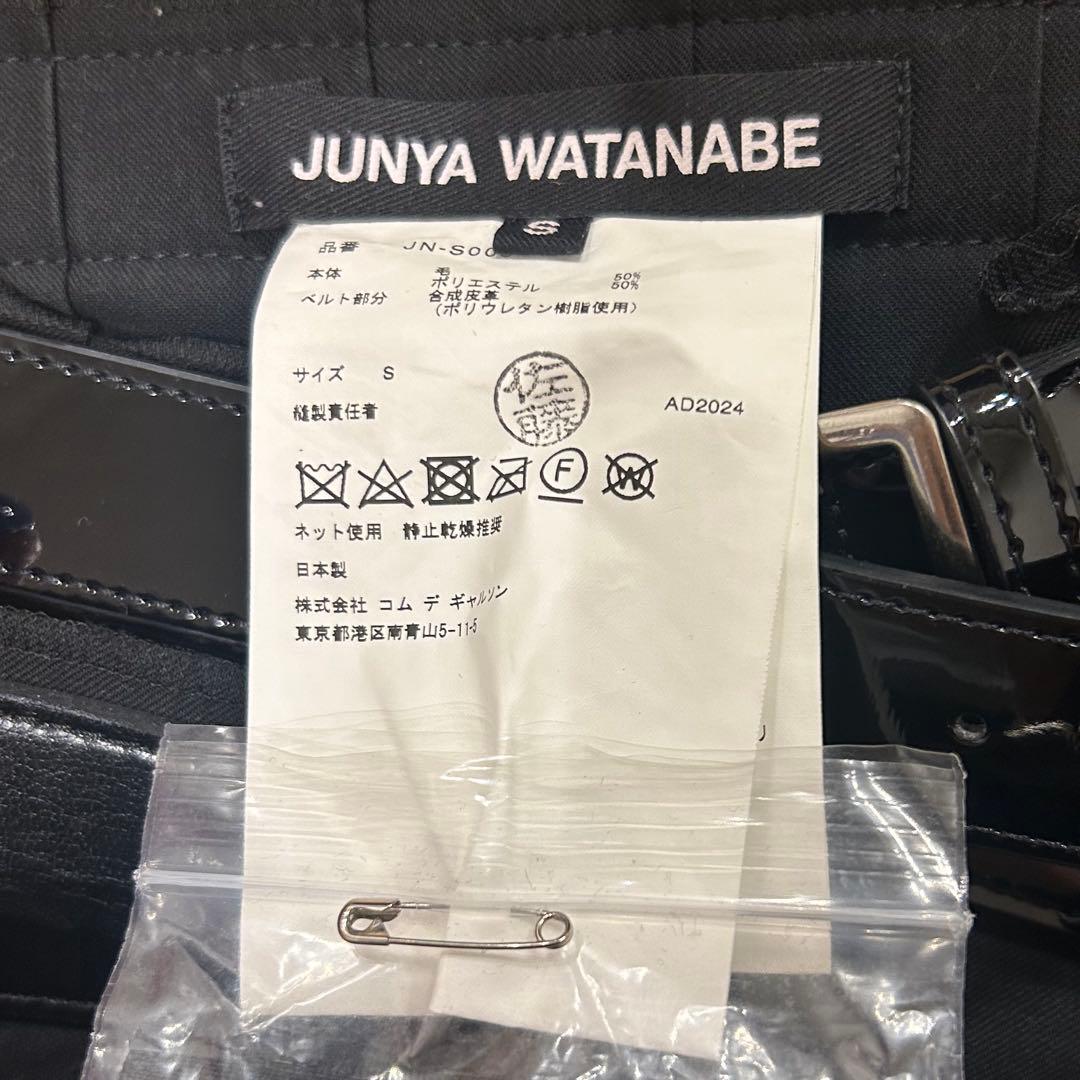 JUNYA WATANABE
S
品番 JN-S00
本体 毛 50%
ポリエステル 50%
ベルト部分 合成皮革
(ポリウレタン樹脂使用)
サイズ S
縫製責任者 佐藤 AD2024
F W
ネット使用 静止乾燥推奨
日本製
株式会社 コム デ ギャルソン
東京都港区南青山5-11-5